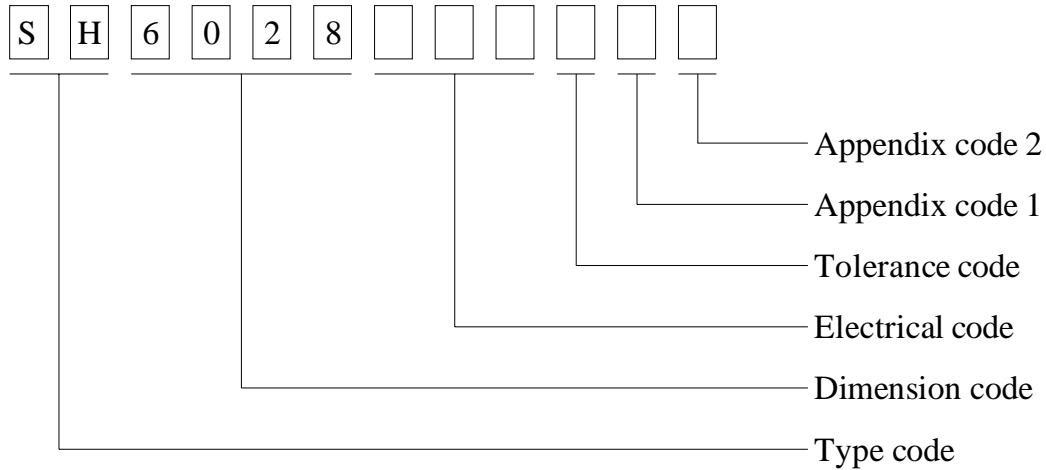 S H 6 0 2 8
Appendix code 2
Appendix code 1
Tolerance code
Electrical code
Dimension code
Type code